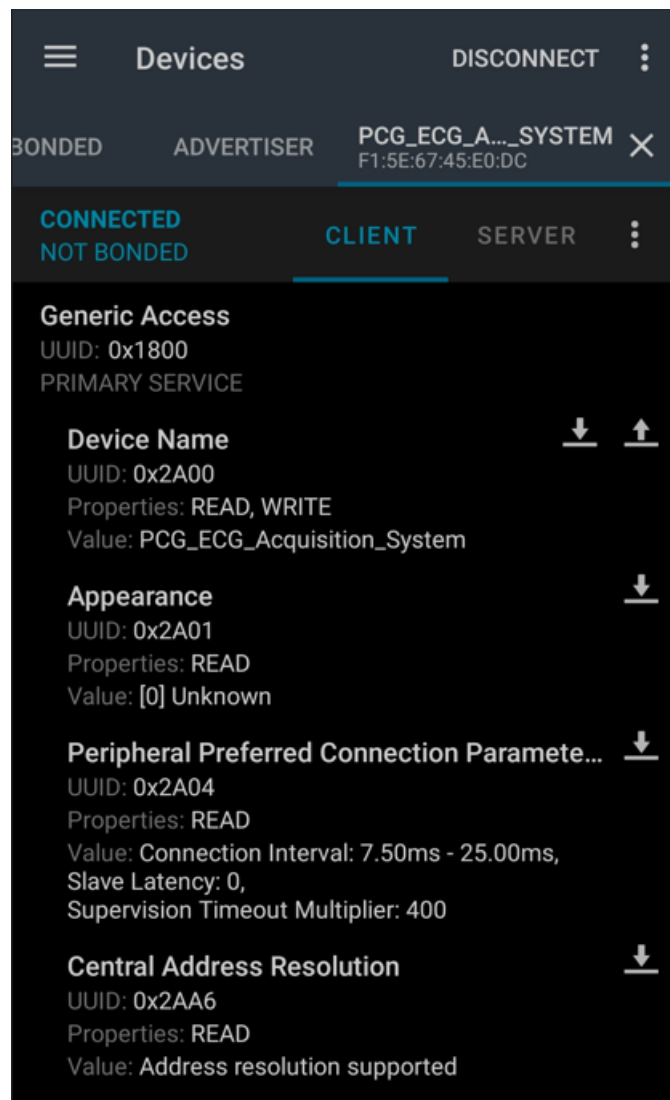 Devices
DISCONNECT
BONDED
ADVERTISER
PCG_ECG_A..._SYSTEM
F1:5E:67:45:E0:DC
CONNECTED
NOT BONDED
CLIENT
SERVER
Generic Access
UUID: 0x1800
PRIMARY SERVICE
Device Name
UUID: 0x2A00
Properties: READ, WRITE
Value: PCG_ECG_Acquisition_System
Appearance
UUID: 0x2A01
Properties: READ
Value: [0] Unknown
Peripheral Preferred Connection Paramete...
UUID: 0x2A04
Properties: READ
Value: Connection Interval: 7.50ms - 25.00ms,
Slave Latency: 0,
Supervision Timeout Multiplier: 400
Central Address Resolution
UUID: 0x2AA6
Properties: READ
Value: Address resolution supported